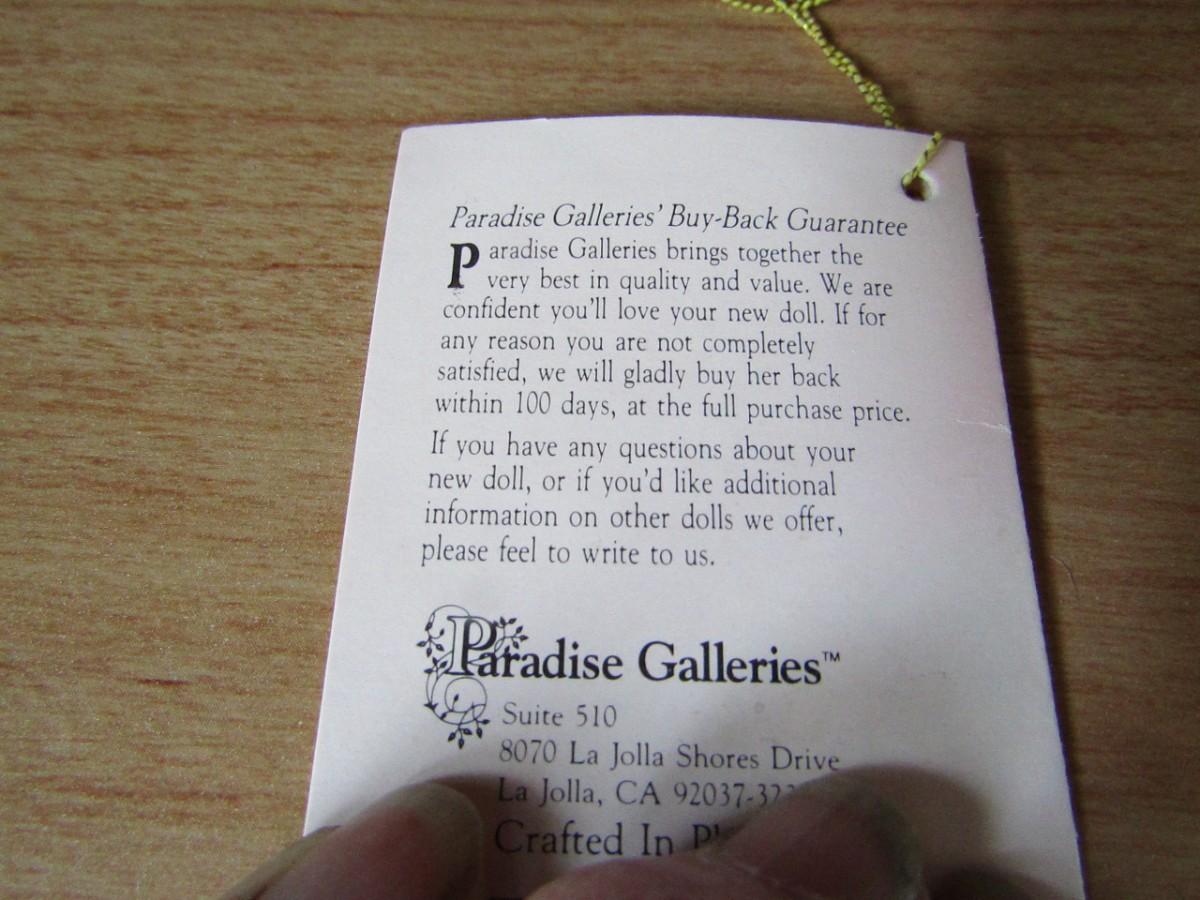 Paradise Galleries' Buy-Back Guarantee
Paradise Galleries brings together the
very best in quality and value. We are
confident you'll love your new doll. If for
any reason you are not completely
satisfied, we will gladly buy her back
within 100 days, at the full purchase price.
If you have any questions about your
new doll, or if you'd like additional
information on other dolls we offer,
please feel to write to us.
Paradise Galleries™
Suite 510
8070 La Jolla Shores Drive
La Jolla, CA
Crafted In